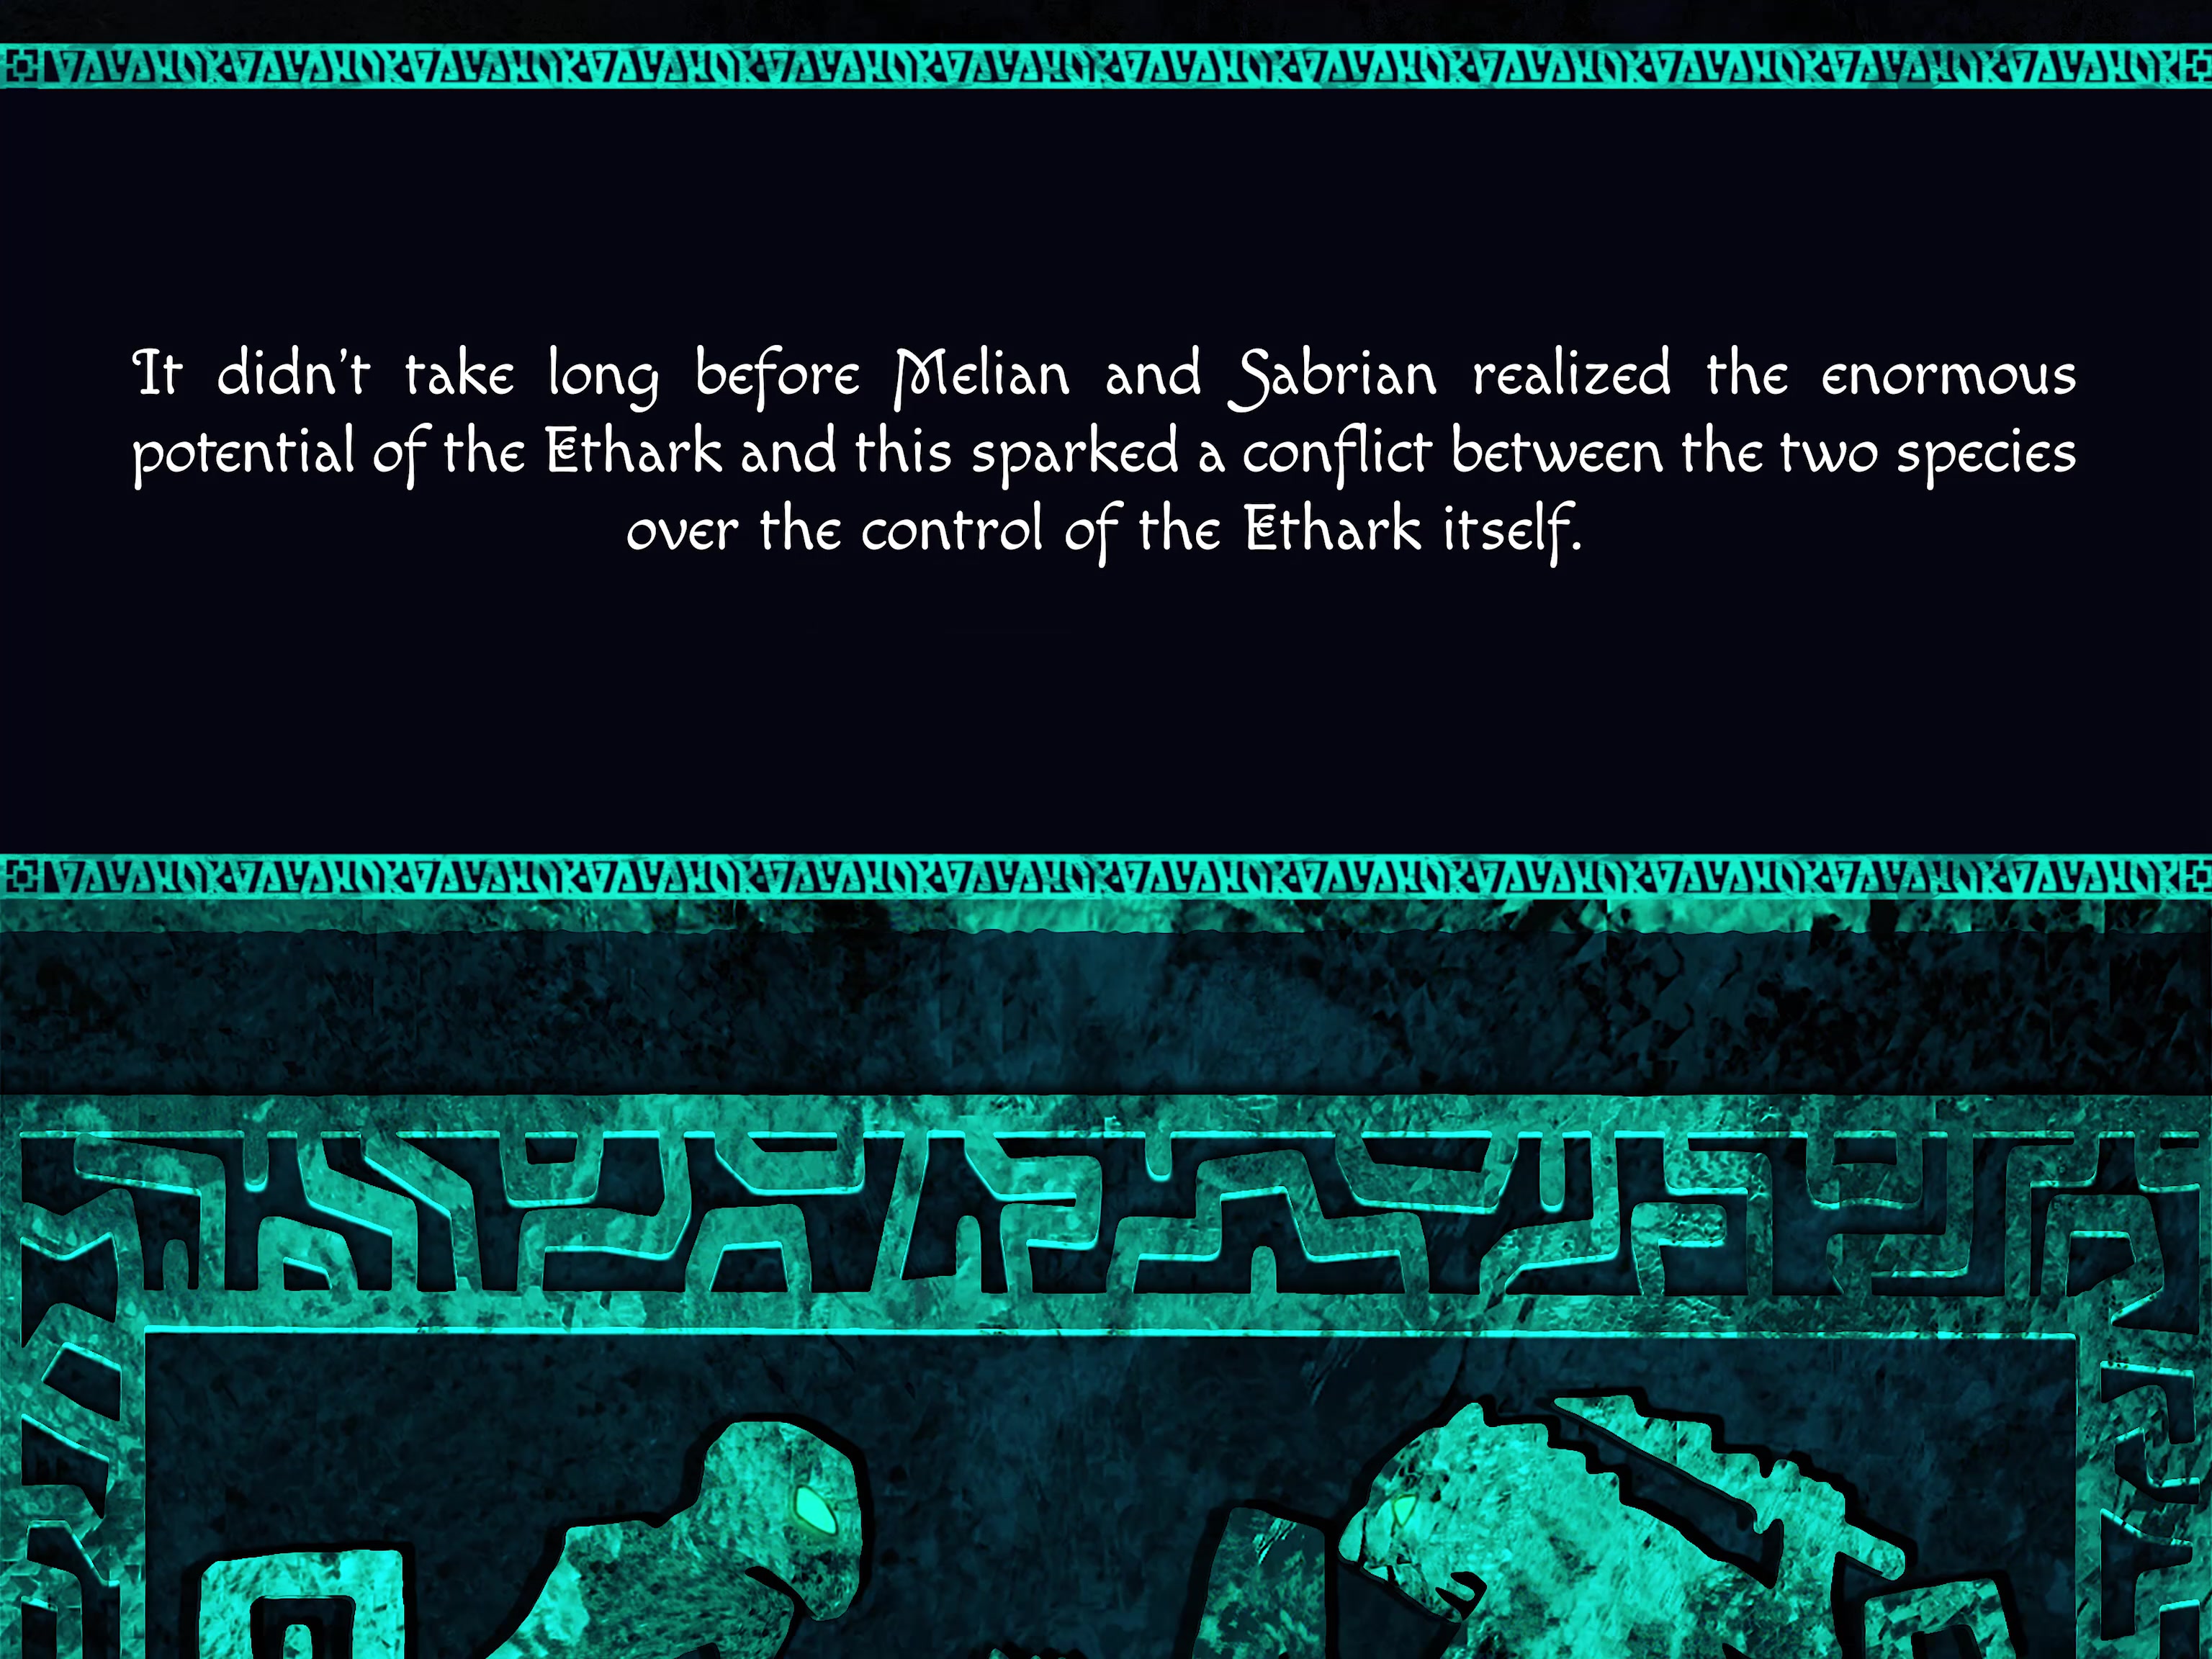 It didn't take long before Melian and Sabrian realized the enormous
potential of the Ethark and this sparked a conflict between the two species
over the control of the Ethark itself.